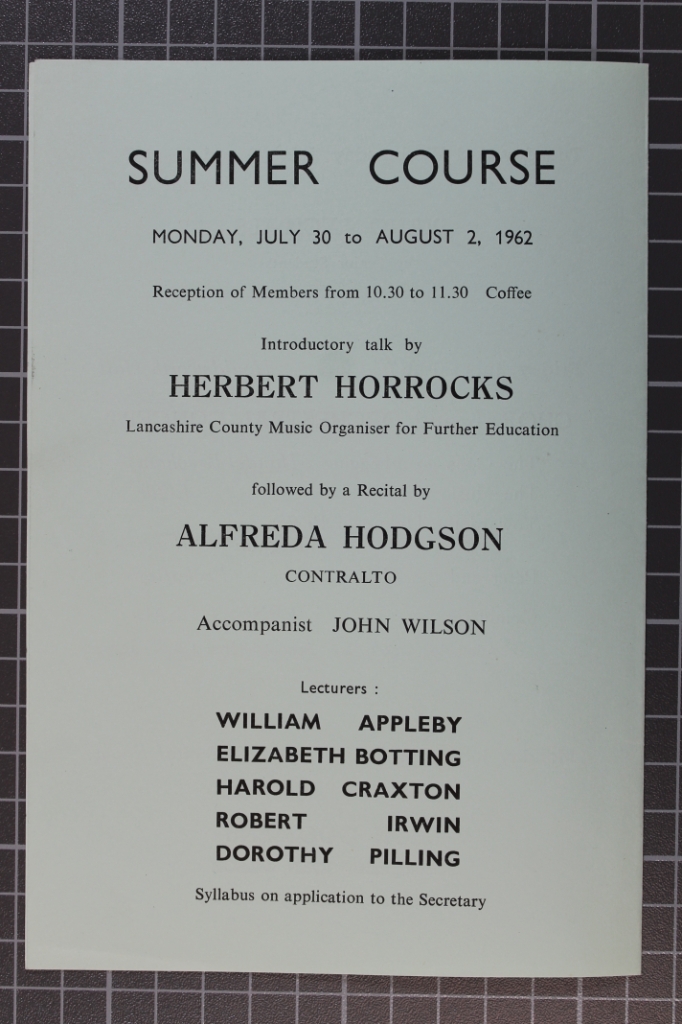 SUMMER COURSE
MONDAY, JULY 30 to AUGUST 2, 1962
Reception of Members from 10.30 to 11.30 Coffee
Introductory talk by
HERBERT HORROCKS
Lancashire County Music Organiser for Further Education
followed by a Recital by
ALFREDA HODGSON
CONTRALTO
Accompanist JOHN WILSON
Lecturers :
WILLIAM APPLEBY
ELIZABETH BOTTING
HAROLD CRAXTON
ROBERT IRWIN
DOROTHY PILLING
Syllabus on application to the Secretary